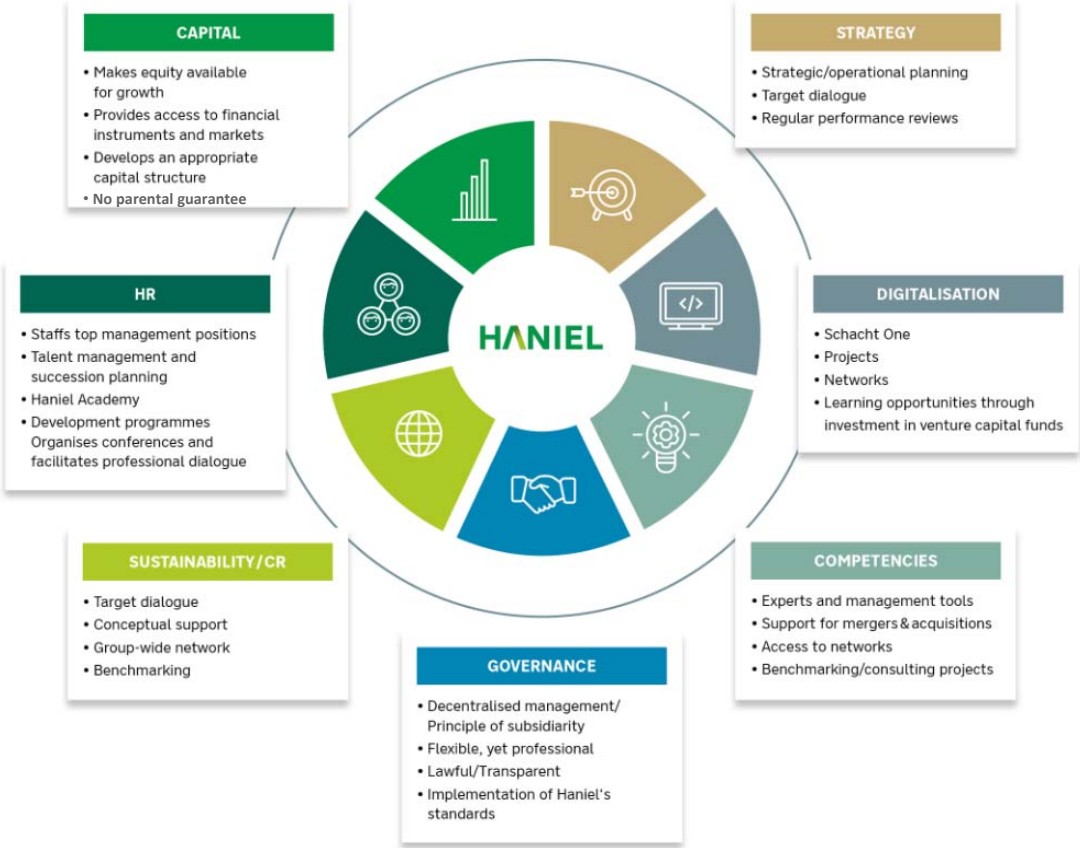 CAPITAL
• Makes equity available
for growth
• Provides access to financial
instruments and markets
• Develops an appropriate
capital structure
• No parental guarantee
STRATEGY
• Strategic/operational planning
• Target dialogue
• Regular performance reviews
HR
• Staffs top management positions
• Talent management and
succession planning
• Haniel Academy
• Development programmes
Organises conferences and
facilitates professional dialogue
</>
HANIEL
DIGITALISATION
• Schacht One
• Projects
• Networks
• Learning opportunities through
investment in venture capital funds
SUSTAINABILITY/CR
• Target dialogue
• Conceptual support
• Group-wide network
• Benchmarking
GOVERNANCE
• Decentralised management/
Principle of subsidiarity
• Flexible, yet professional
• Lawful/Transparent
• Implementation of Haniel's
standards
COMPETENCIES
• Experts and management tools
• Support for mergers & acquisitions
• Access to networks
• Benchmarking/consulting projects